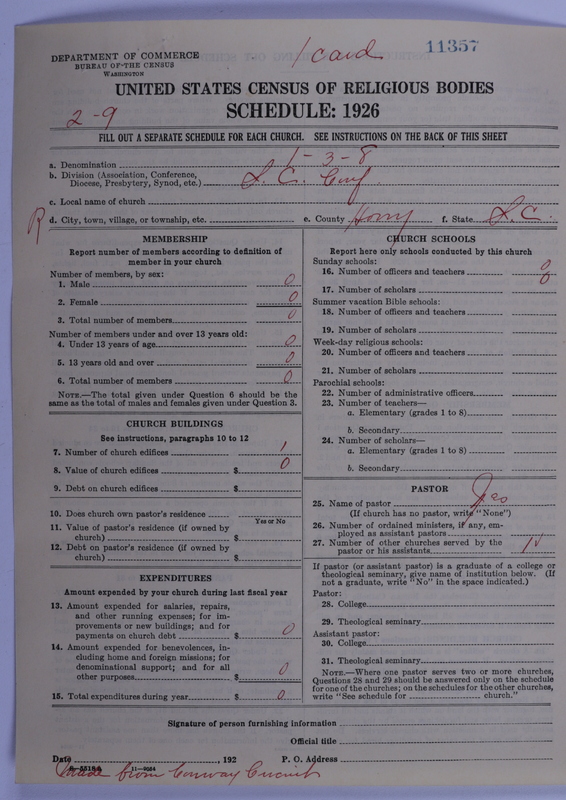 1 card 11357
DEPARTMENT OF COMMERCE
BUREAU OF THE CENSUS
WASHINGTON
UNITED STATES CENSUS OF RELIGIOUS BODIES
2-9 SCHEDULE: 1926
FILL OUT A SEPARATE SCHEDULE FOR EACH CHURCH. SEE INSTRUCTIONS ON THE BACK OF THIS SHEET
a. Denomination 1-3-8
b. Division (Association, Conference,
Diocese, Presbytery, Synod, etc.) S. C. Conf.
c. Local name of church
R d. City, town, village, or township, etc. e. County Horry f. State S.C.
MEMBERSHIP
Report number of members according to definition of
member in your church
Number of members, by sex:
1. Male 0
2. Female 0
3. Total number of members 0
Number of members under and over 13 years old:
4. Under 13 years of age 0
5. 13 years old and over 0
6. Total number of members 0
NOTE.—The total given under Question 6 should be the
same as the total of males and females given under Question 3.
CHURCH BUILDINGS
See instructions, paragraphs 10 to 12
7. Number of church edifices 1
8. Value of church edifices $ 0
9. Debt on church edifices $
10. Does church own pastor's residence
Yes or No
11. Value of pastor's residence (if owned by
church) $
12. Debt on pastor's residence (if owned by
church) $
EXPENDITURES
Amount expended by your church during last fiscal year
13. Amount expended for salaries, repairs,
and other running expenses; for im-
provements or new buildings; and for
payments on church debt $ 0
14. Amount expended for benevolences, in-
cluding home and foreign missions; for
denominational support; and for all
other purposes $ 0
15. Total expenditures during year $ 0
CHURCH SCHOOLS
Report here only schools conducted by this church
Sunday schools:
16. Number of officers and teachers 0
17. Number of scholars 0
Summer vacation Bible schools:
18. Number of officers and teachers
19. Number of scholars
Week-day religious schools:
20. Number of officers and teachers
21. Number of scholars
Parochial schools:
22. Number of administrative officers
23. Number of teachers—
a. Elementary (grades 1 to 8)
b. Secondary
24. Number of scholars—
a. Elementary (grades 1 to 8)
b. Secondary
PASTOR
25. Name of pastor Yes
(If church has no pastor, write "None")
26. Number of ordained ministers, if any, em-
ployed as assistant pastors
27. Number of other churches served by the
pastor or his assistants 1v
If pastor (or assistant pastor) is a graduate of a college or
theological seminary, give name of institution below. (If
not a graduate, write "No" in the space indicated.)
Pastor:
28. College
29. Theological seminary
Assistant pastor:
30. College
31. Theological seminary
NOTE.—Where one pastor serves two or more churches,
Questions 28 and 29 should be answered only on the schedule
for one of the churches; on the schedules for the other churches,
write "See schedule for church."
Signature of person furnishing information
Official title
Date , 192 P. O. Address
8-5518a 11-9034
Made from Conway Circuit